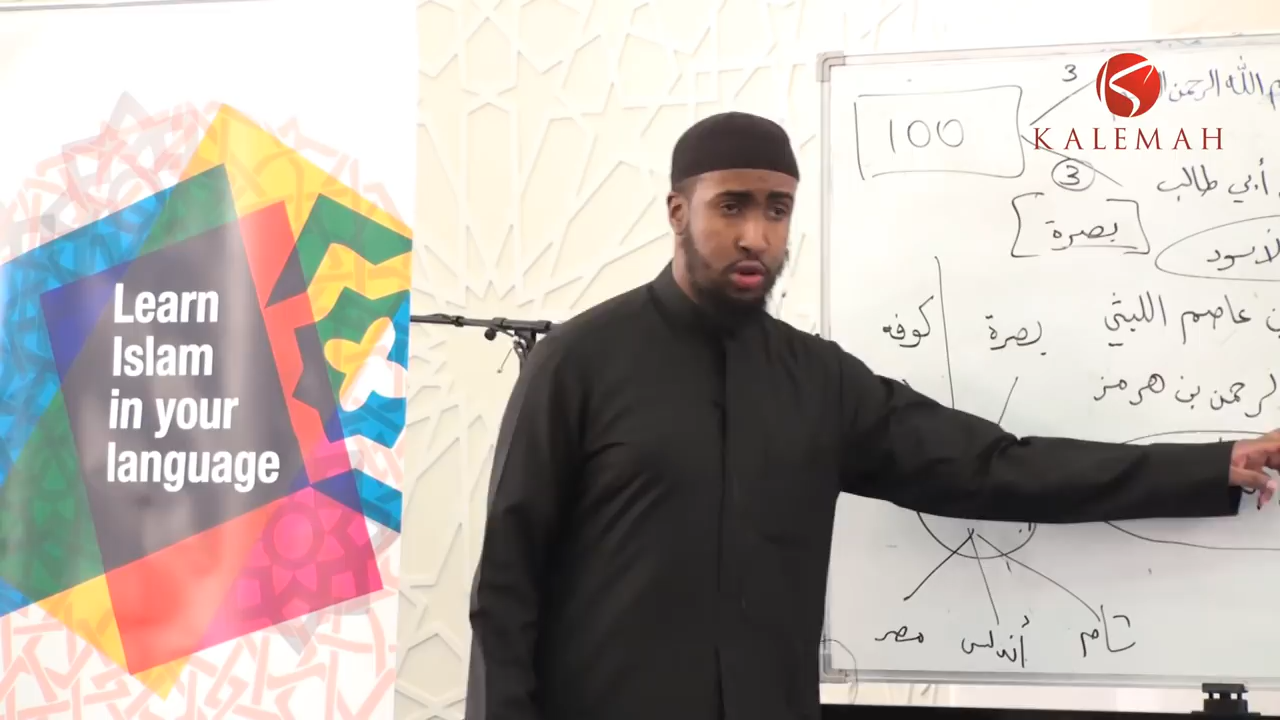 Learn
Islam
in your
language
KALEMAH
3
100
3
أبي طالب
بصرة
الأسود
عاصم الليثي
كوفه
بصرة
الرحمن بن هرمز
مصر
أندلس
شام